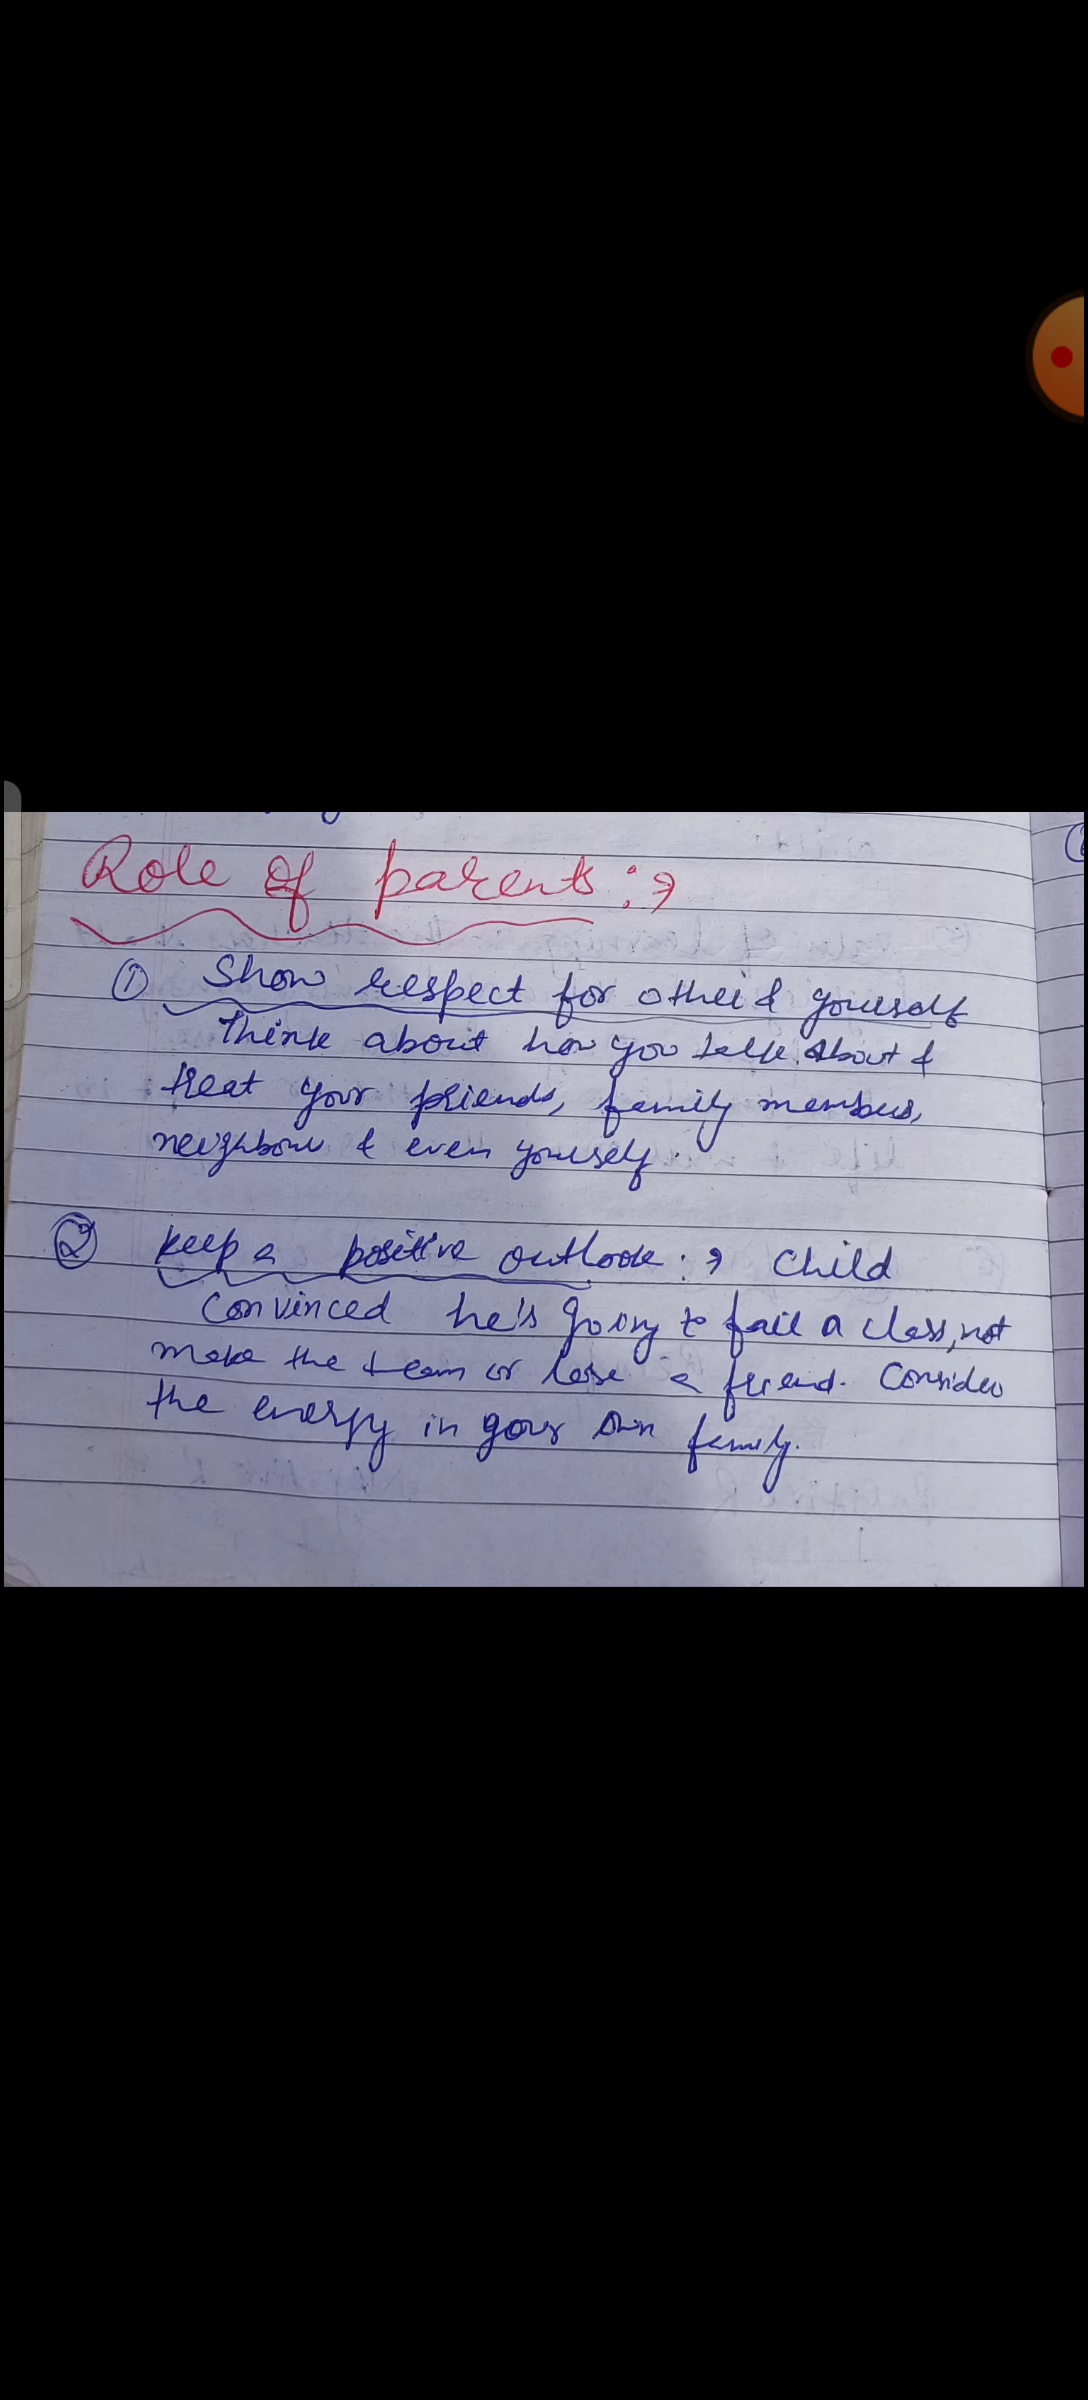 Role of parents :→
① Show respect for other & yourself
Think about how you talk about &
treat your friends, family members,
neighbour & even yourself.
② keep a positive outlook :→ Child
convinced he's going to fail a class, not
make the team or lose a friend. Consider
the energy in your own family.